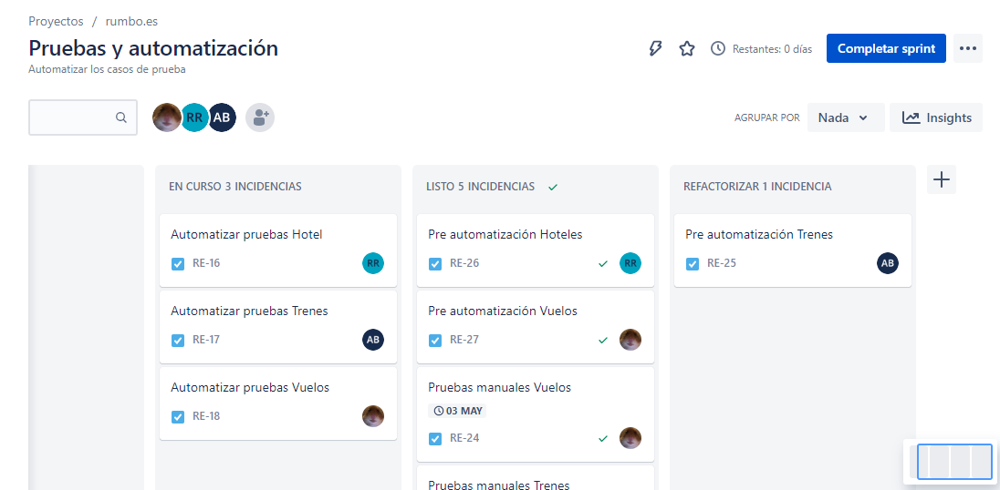 Proyectos / rumbo.es
Pruebas y automatización
Automatizar los casos de prueba
Restantes: 0 días
Completar sprint
RR
AB
AGRUPAR POR
Nada
Insights
EN CURSO 3 INCIDENCIAS
Automatizar pruebas Hotel
RE-16
RR
Automatizar pruebas Trenes
RE-17
AB
Automatizar pruebas Vuelos
RE-18
LISTO 5 INCIDENCIAS
Pre automatización Hoteles
RE-26
RR
Pre automatización Vuelos
RE-27
Pruebas manuales Vuelos
03 MAY
RE-24
Pruebas manuales Trenes
REFACTORIZAR 1 INCIDENCIA
Pre automatización Trenes
RE-25
AB